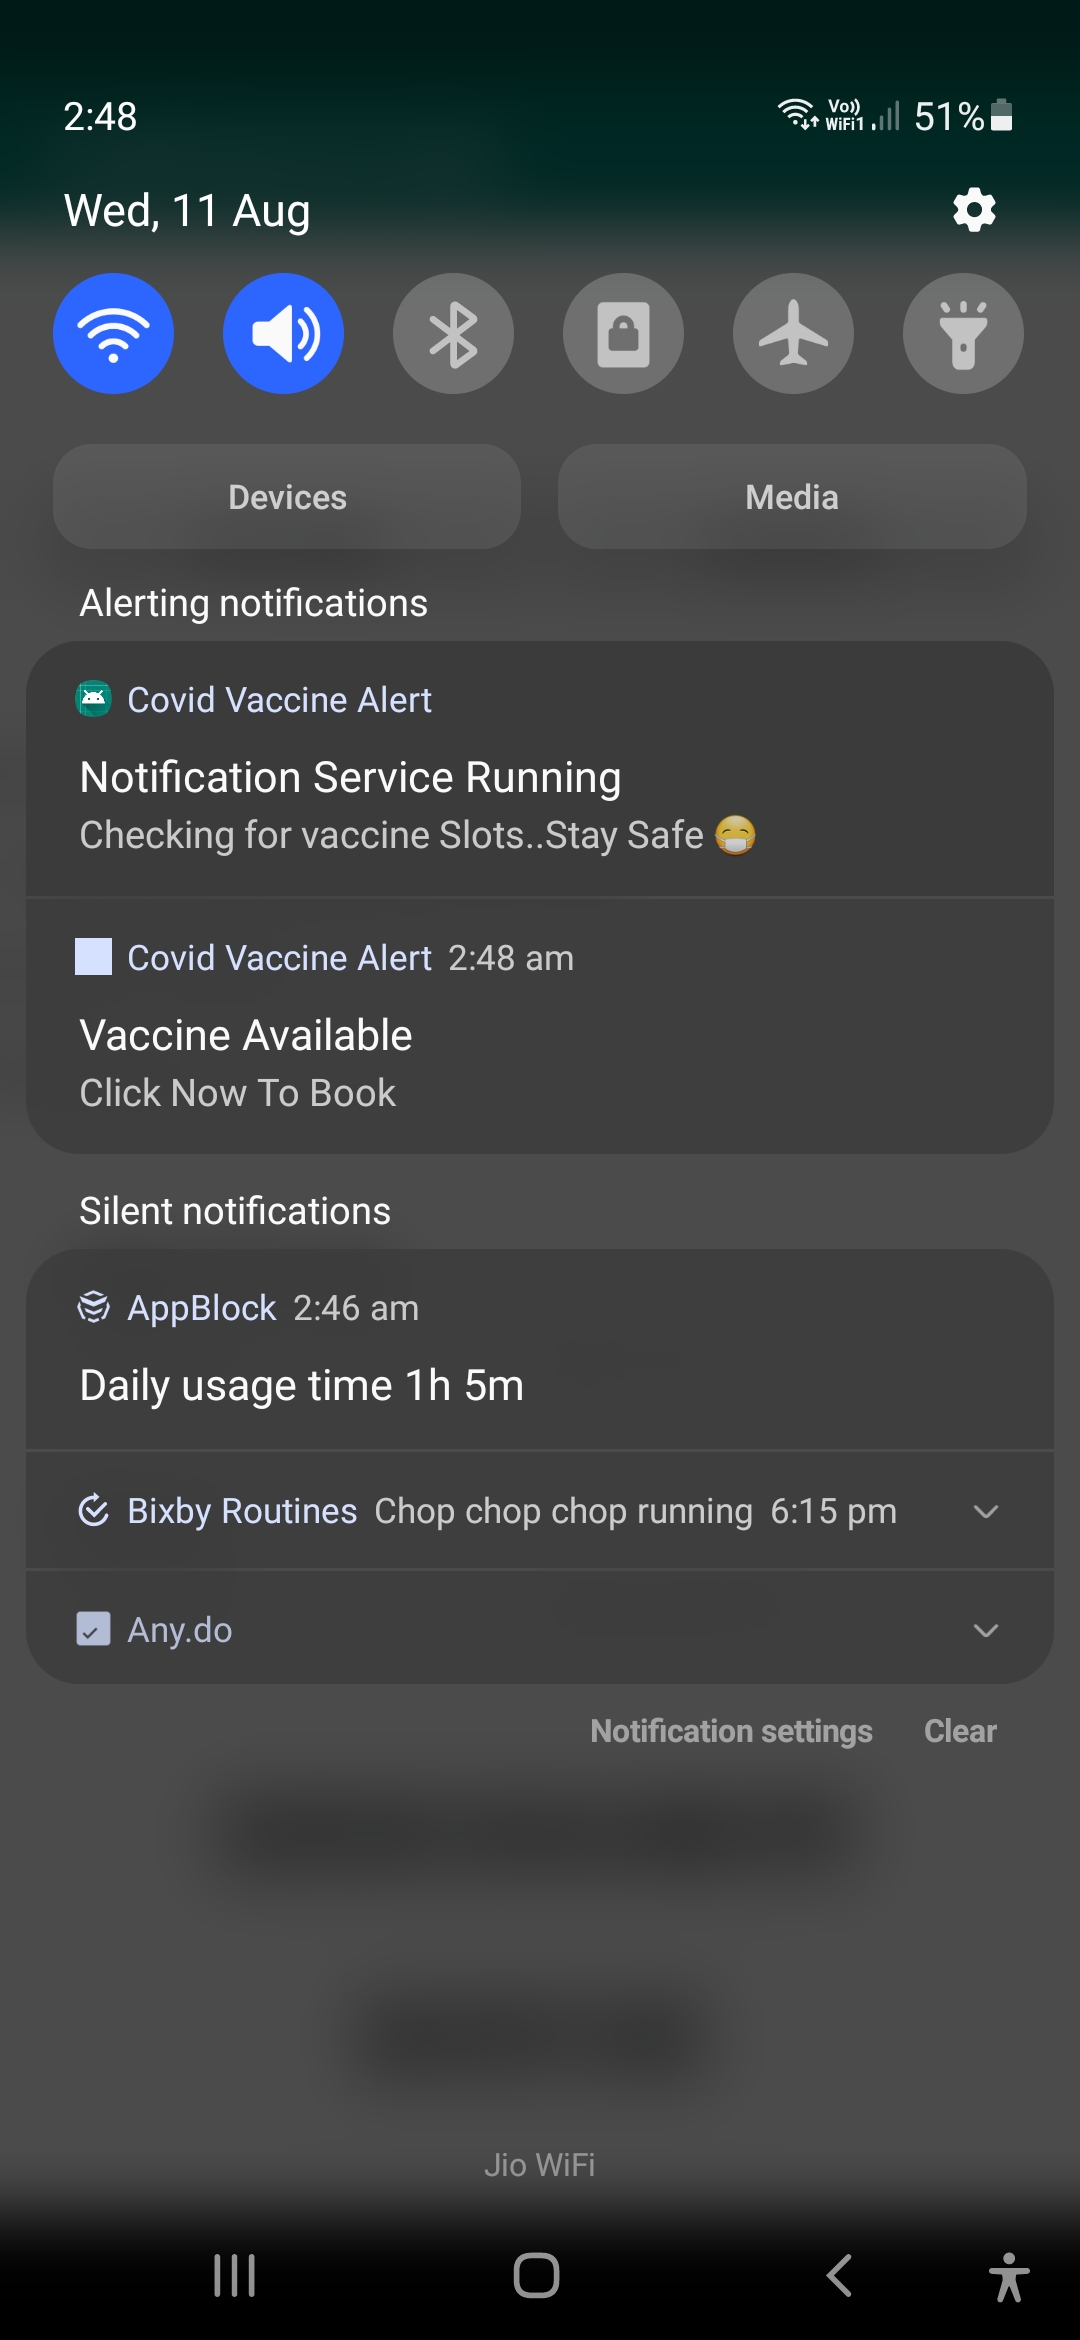 2:48
Vo)) WiFi1 51%
Wed, 11 Aug
Devices Media
Alerting notifications
Covid Vaccine Alert
Notification Service Running
Checking for vaccine Slots..Stay Safe 😷
Covid Vaccine Alert 2:48 am
Vaccine Available
Click Now To Book
Silent notifications
AppBlock 2:46 am
Daily usage time 1h 5m
Bixby Routines Chop chop chop running 6:15 pm
Any.do
Notification settings Clear
Jio WiFi